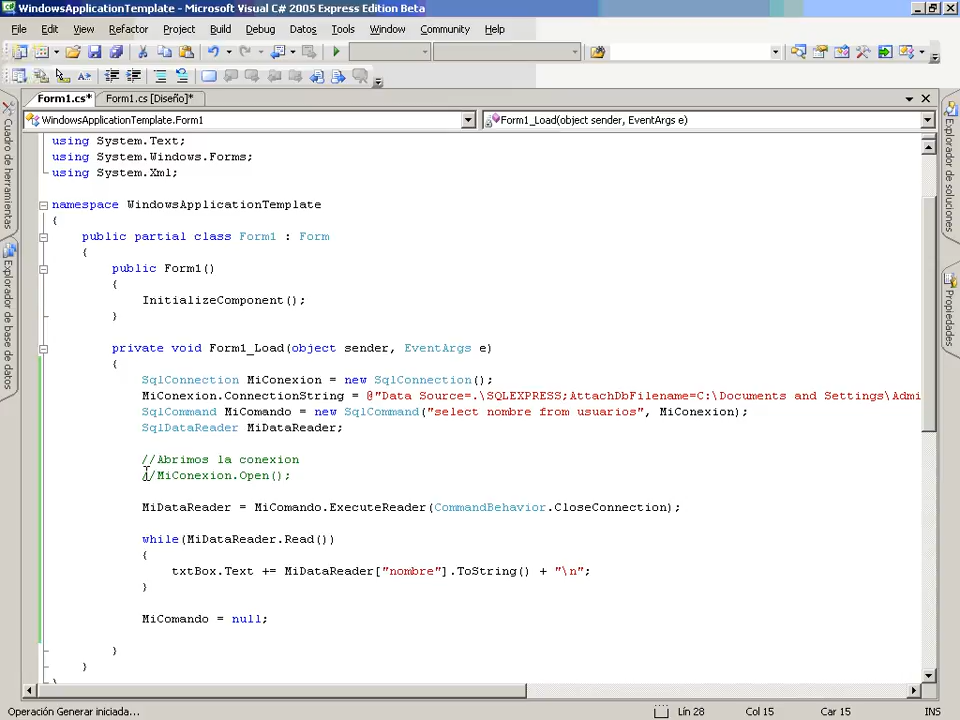 WindowsApplicationTemplate - Microsoft Visual C# 2005 Express Edition Beta
File Edit View Refactor Project Build Debug Datos Tools Window Community Help
Form1.cs* Form1.cs [Diseño]*
WindowsApplicationTemplate.Form1 Form1_Load(object sender, EventArgs e)
Cuadro de herramientas
Explorador de base de datos
using System.Text;
using System.Windows.Forms;
using System.Xml;
namespace WindowsApplicationTemplate
{
public partial class Form1 : Form
{
public Form1()
{
InitializeComponent();
}
private void Form1_Load(object sender, EventArgs e)
{
SqlConnection MiConexion = new SqlConnection();
MiConexion.ConnectionString = @"Data Source=.\SQLEXPRESS;AttachDbFilename=C:\Documents and Settings\Admi
SqlCommand MiComando = new SqlCommand("select nombre from usuarios", MiConexion);
SqlDataReader MiDataReader;
//Abrimos la conexion
//MiConexion.Open();
MiDataReader = MiComando.ExecuteReader(CommandBehavior.CloseConnection);
while(MiDataReader.Read())
{
txtBox.Text += MiDataReader["nombre"].ToString() + "\n";
}
MiComando = null;
}
}
Explorador de soluciones
Propiedades
Operación Generar iniciada... Lín 28 Col 15 Car 15 INS